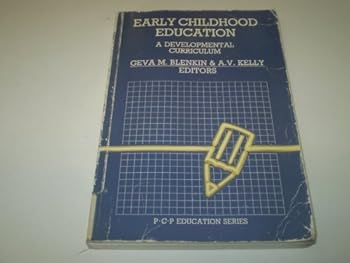 EARLY CHILDHOOD
EDUCATION
A DEVELOPMENTAL
CURRICULUM
GEVA M. BLENKIN & A.V. KELLY
EDITORS
P·C·P EDUCATION SERIES